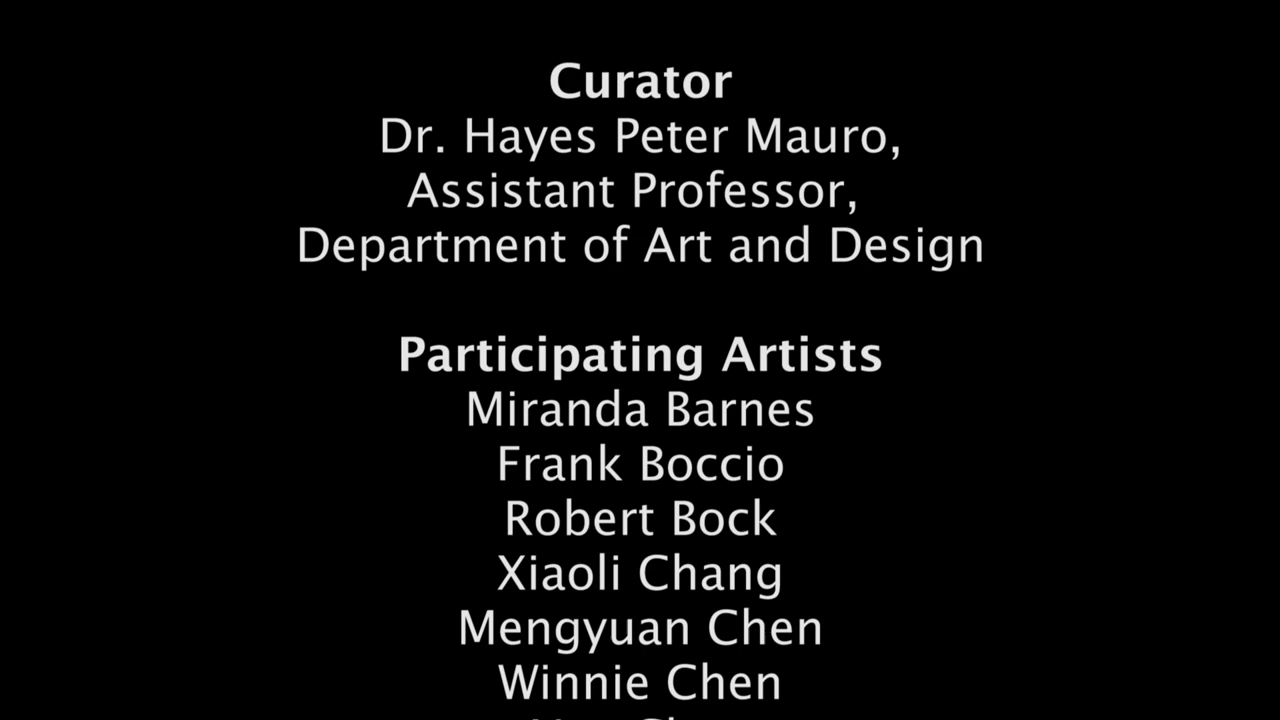 Curator
Dr. Hayes Peter Mauro,
Assistant Professor,
Department of Art and Design
Participating Artists
Miranda Barnes
Frank Boccio
Robert Bock
Xiaoli Chang
Mengyuan Chen
Winnie Chen